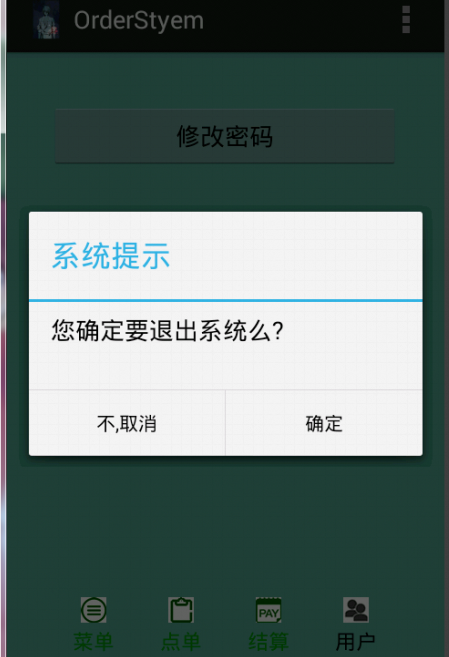 OrderStyem
修改密码
系统提示
您确定要退出系统么?
不,取消
确定
PAY
菜单
点单
结算
用户